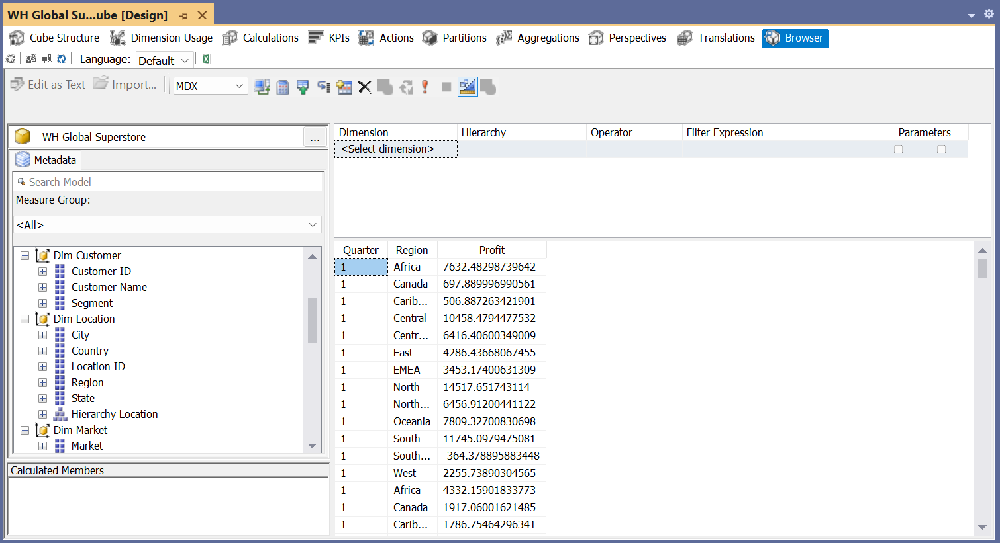 WH Global Su...ube [Design]
Cube Structure Dimension Usage Calculations KPIs Actions Partitions Aggregations Perspectives Translations Browser
Language: Default
Edit as Text Import... MDX
WH Global Superstore ...
Metadata
Search Model
Measure Group:
<All>
Dim Customer
Customer ID
Customer Name
Segment
Dim Location
City
Country
Location ID
Region
State
Hierarchy Location
Dim Market
Market
Calculated Members
Dimension Hierarchy Operator Filter Expression Parameters
<Select dimension>
Quarter Region Profit
1 Africa 7632.48298739642
1 Canada 697.889996990561
1 Carib... 506.887263421901
1 Central 10458.4794477532
1 Centr... 6416.40600349009
1 East 4286.43668067455
1 EMEA 3453.17400631309
1 North 14517.651743114
1 North... 6456.91200441122
1 Oceania 7809.32700830698
1 South 11745.0979475081
1 South... -364.378895883448
1 West 2255.73890304565
1 Africa 4332.15901833773
1 Canada 1917.06001621485
1 Carib... 1786.75464296341